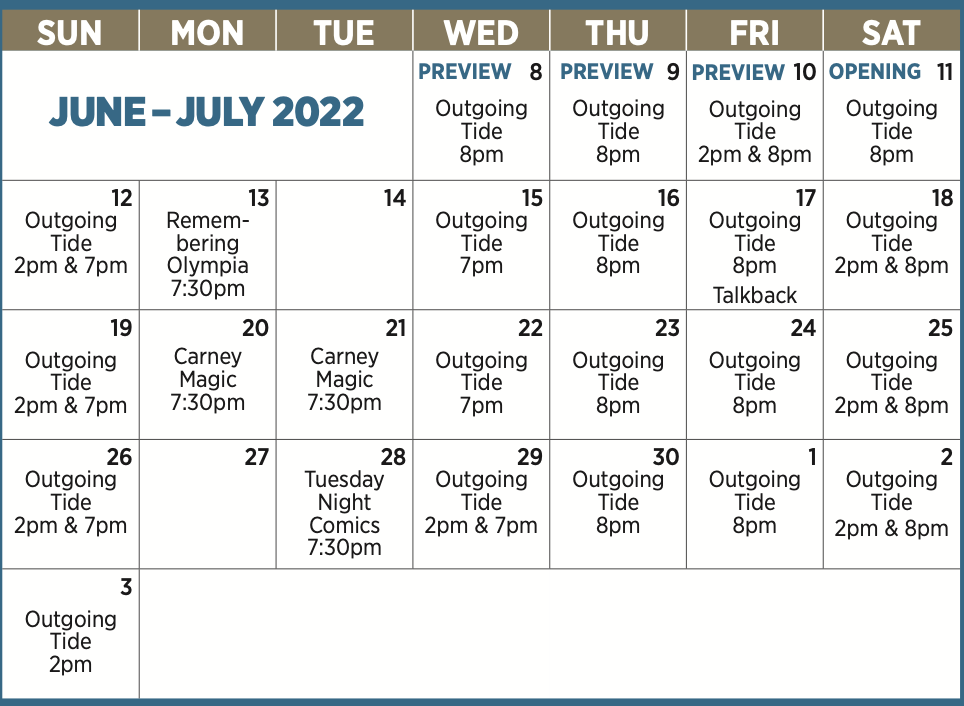 SUN MON TUE WED THU FRI SAT
JUNE – JULY 2022
PREVIEW 8
Outgoing
Tide
8pm
PREVIEW 9
Outgoing
Tide
8pm
PREVIEW 10
Outgoing
Tide
2pm & 8pm
OPENING 11
Outgoing
Tide
8pm
12
Outgoing
Tide
2pm & 7pm
13
Remem-
bering
Olympia
7:30pm
14
15
Outgoing
Tide
7pm
16
Outgoing
Tide
8pm
17
Outgoing
Tide
8pm
Talkback
18
Outgoing
Tide
2pm & 8pm
19
Outgoing
Tide
2pm & 7pm
20
Carney
Magic
7:30pm
21
Carney
Magic
7:30pm
22
Outgoing
Tide
7pm
23
Outgoing
Tide
8pm
24
Outgoing
Tide
8pm
25
Outgoing
Tide
2pm & 8pm
26
Outgoing
Tide
2pm & 7pm
27
28
Tuesday
Night
Comics
7:30pm
29
Outgoing
Tide
2pm & 7pm
30
Outgoing
Tide
8pm
1
Outgoing
Tide
8pm
2
Outgoing
Tide
2pm & 8pm
3
Outgoing
Tide
2pm